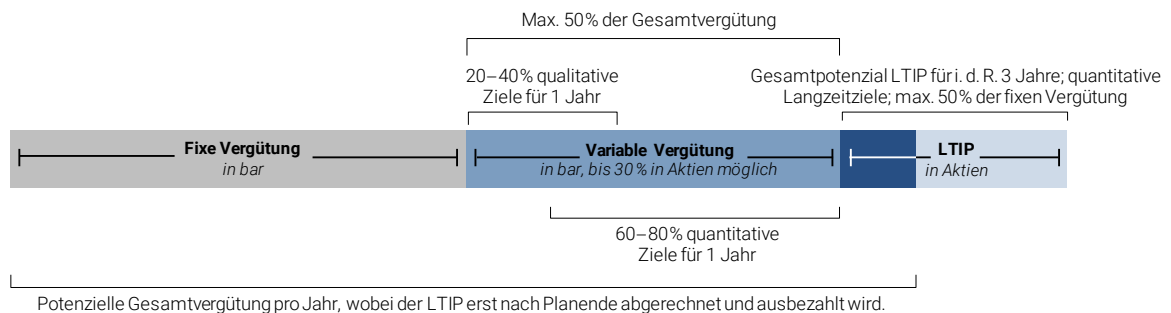 Max. 50% der Gesamtvergütung
20–40% qualitative
Ziele für 1 Jahr
Gesamtpotenzial LTIP für i. d. R. 3 Jahre; quantitative
Langzeitziele; max. 50% der fixen Vergütung
Fixe Vergütung
in bar
Variable Vergütung
in bar, bis 30 % in Aktien möglich
LTIP
in Aktien
60–80% quantitative
Ziele für 1 Jahr
Potenzielle Gesamtvergütung pro Jahr, wobei der LTIP erst nach Planende abgerechnet und ausbezahlt wird.